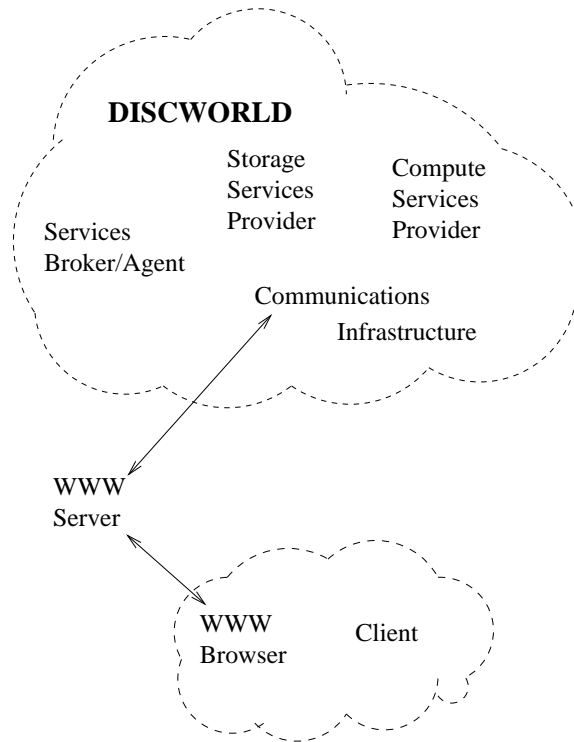 DISCWORLD
Storage
Services
Provider
Compute
Services
Provider
Services
Broker/Agent
Communications
Infrastructure
WWW
Server
WWW
Browser
Client